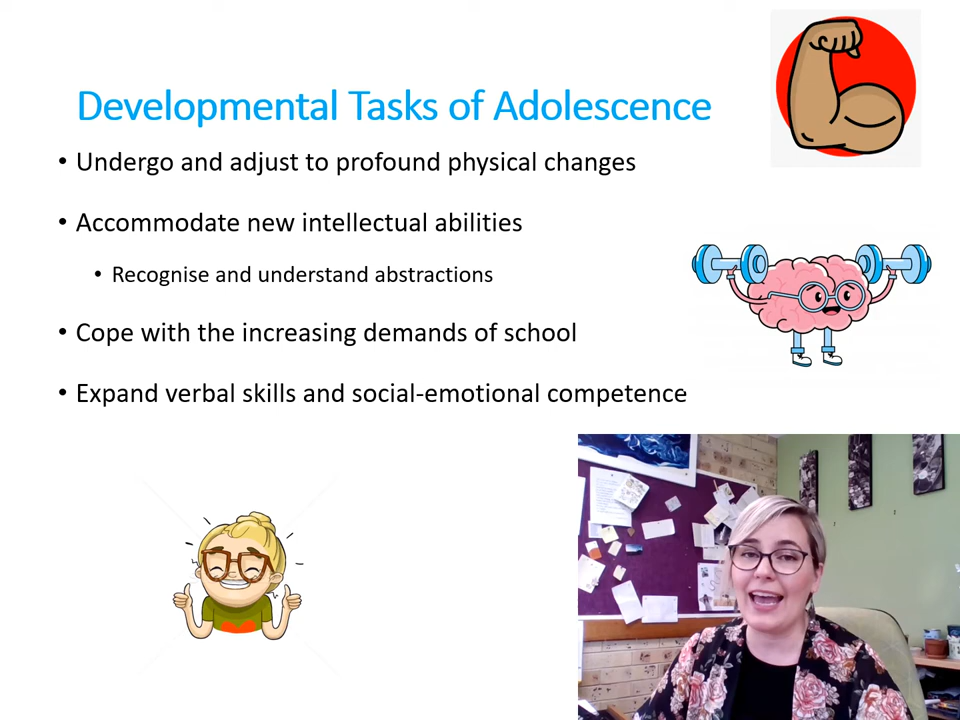 Developmental Tasks of Adolescence
• Undergo and adjust to profound physical changes
• Accommodate new intellectual abilities
• Recognise and understand abstractions
• Cope with the increasing demands of school
• Expand verbal skills and social-emotional competence